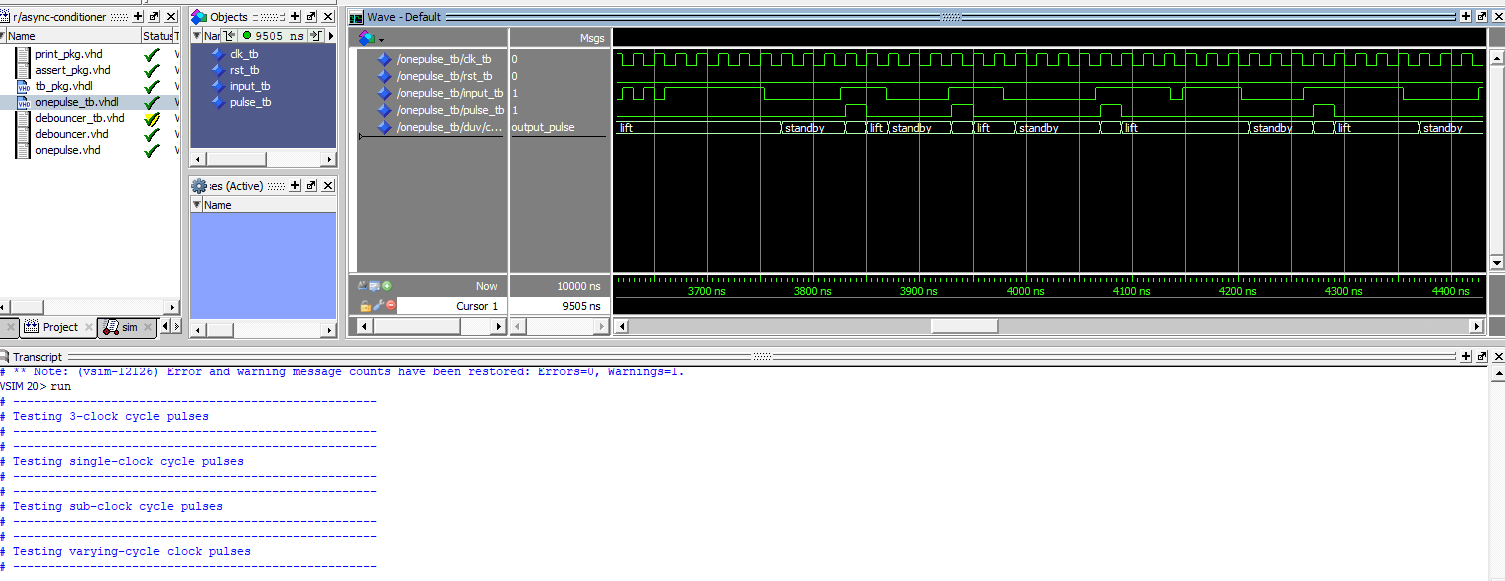 r/async-conditioner
Name Status T
print_pkg.vhd V
assert_pkg.vhd V
tb_pkg.vhdl V
onepulse_tb.vhdl V
debouncer_tb.vhd V
debouncer.vhd V
onepulse.vhd V
Project
sim
Objects
Nar 9505 ns
clk_tb
rst_tb
input_tb
pulse_tb
:ses (Active)
Name
Wave - Default
Msgs
/onepulse_tb/clk_tb 0
/onepulse_tb/rst_tb 0
/onepulse_tb/input_tb 1
/onepulse_tb/pulse_tb 1
/onepulse_tb/duv/c... output_pulse
lift standby lift standby lift standby lift standby lift standby
Now 10000 ns
Cursor 1 9505 ns
3700 ns 3800 ns 3900 ns 4000 ns 4100 ns 4200 ns 4300 ns 4400 ns
Transcript
# ** Note: (vsim-12126) Error and warning message counts have been restored: Errors=0, Warnings=1.
VSIM 20> run
# ----------------------------------------------------
# Testing 3-clock cycle pulses
# ----------------------------------------------------
# ----------------------------------------------------
# Testing single-clock cycle pulses
# ----------------------------------------------------
# ----------------------------------------------------
# Testing sub-clock cycle pulses
# ----------------------------------------------------
# ----------------------------------------------------
# Testing varying-cycle clock pulses
# ----------------------------------------------------